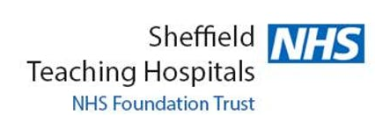 Sheffield NHS
Teaching Hospitals
NHS Foundation Trust